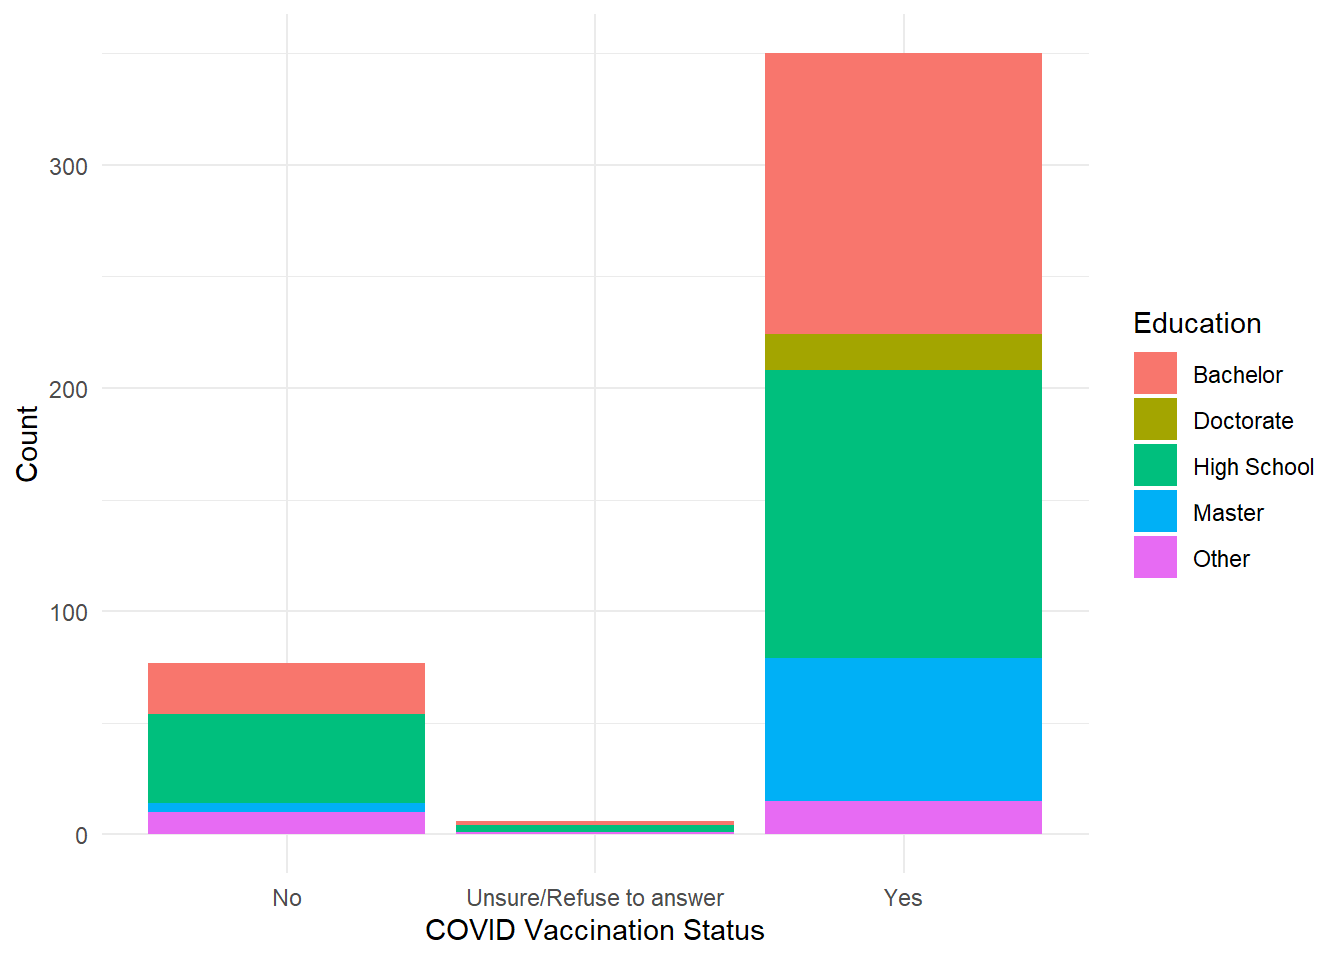 300
200
100
0
Count
No
Unsure/Refuse to answer
Yes
COVID Vaccination Status
Education
Bachelor
Doctorate
High School
Master
Other